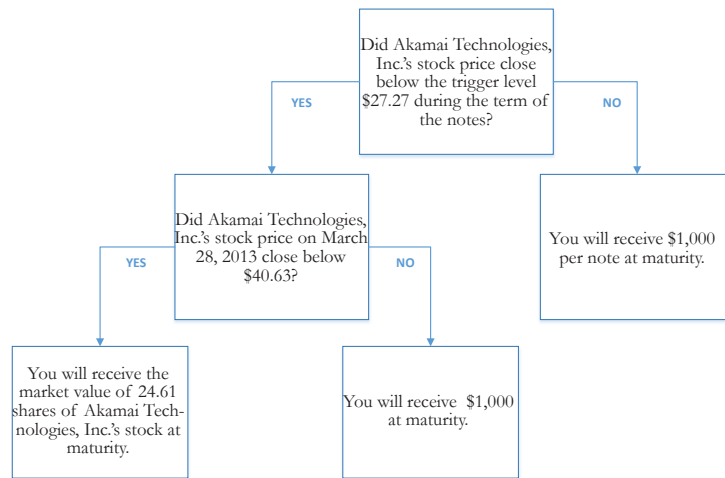 Did Akamai Technologies,
Inc.'s stock price close
below the trigger level
$27.27 during the term of
the notes?
YES
NO
Did Akamai Technologies,
Inc.'s stock price on March
28, 2013 close below
$40.63?
You will receive $1,000
per note at maturity.
YES
NO
You will receive the
market value of 24.61
shares of Akamai Tech-
nologies, Inc.'s stock at
maturity.
You will receive $1,000
at maturity.